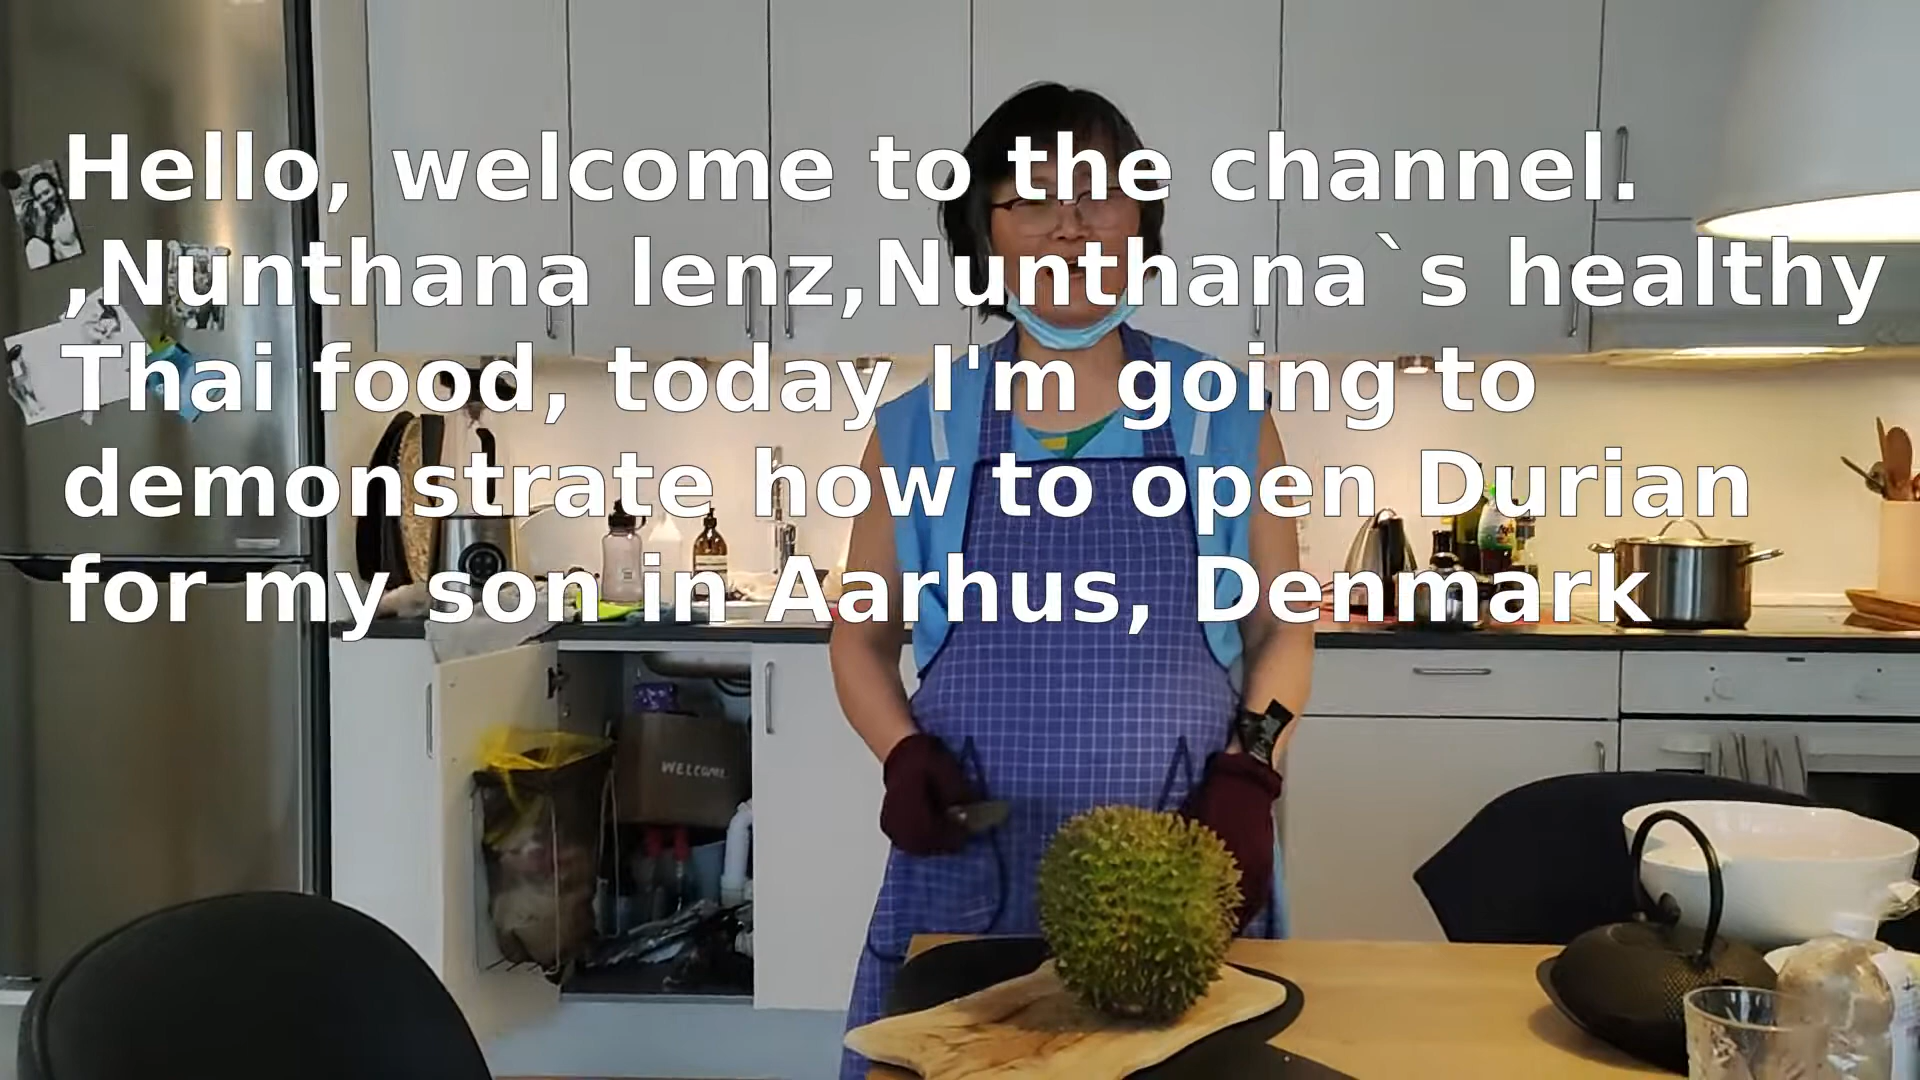 Hello, welcome to the channel.
,Nunthana lenz,Nunthana`s healthy
Thai food, today I'm going to
demonstrate how to open Durian
for my son in Aarhus, Denmark
WELCOME